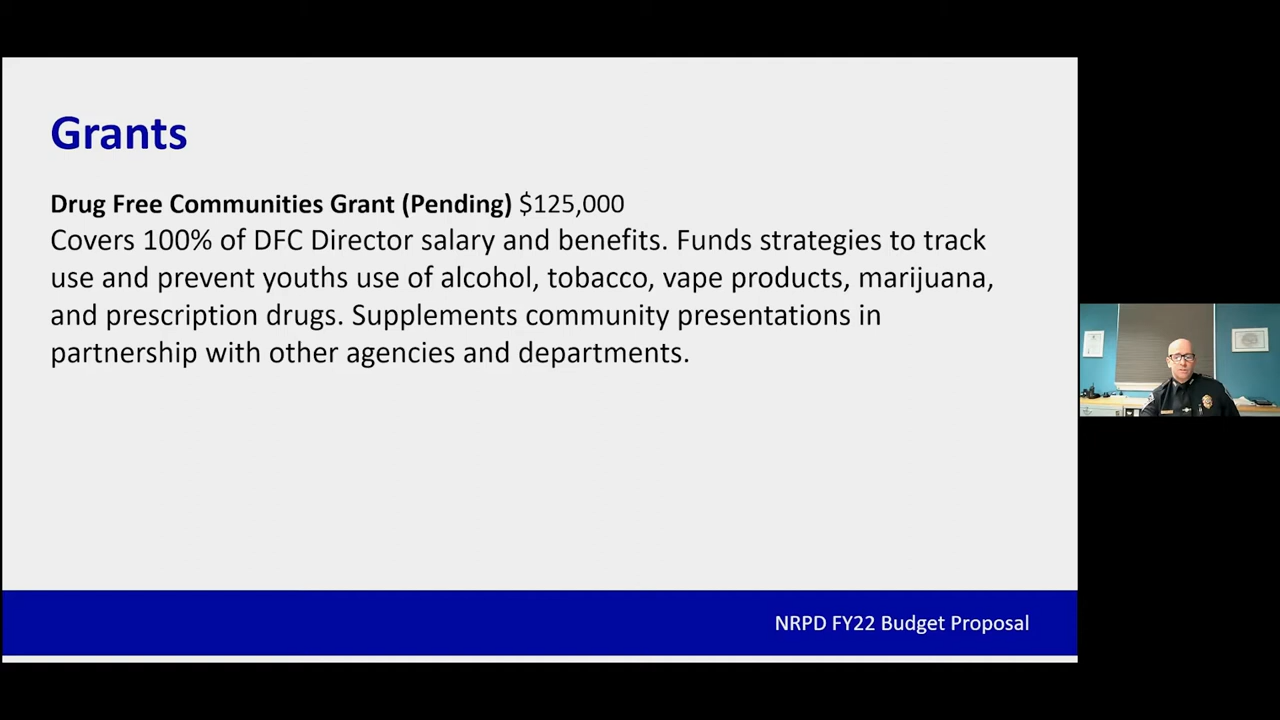 Grants
Drug Free Communities Grant (Pending) $125,000
Covers 100% of DFC Director salary and benefits. Funds strategies to track
use and prevent youths use of alcohol, tobacco, vape products, marijuana,
and prescription drugs. Supplements community presentations in
partnership with other agencies and departments.
NRPD FY22 Budget Proposal